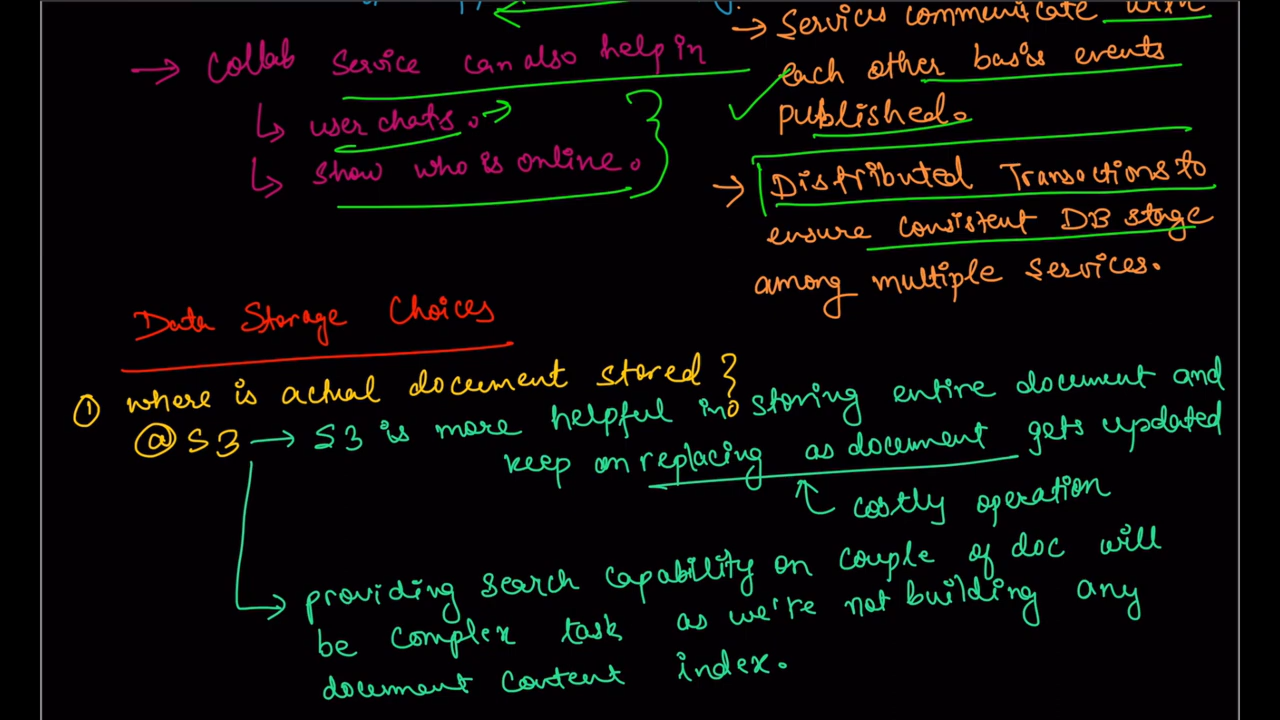 → Collab Service can also help in
↳ user chats. →
↳ show who is online.
→ Services communicate with
each other basis events
published.
→ Distributed Transactions to
ensure consistent DB stage
among multiple services.
Data Storage Choices
① where is actual document stored ?
ⓐ S3 → S3 is more helpful in storing entire document and
keep on replacing as document gets updated
costly operation
providing search capability on couple of doc will
be complex task as we're not building any
document content index.